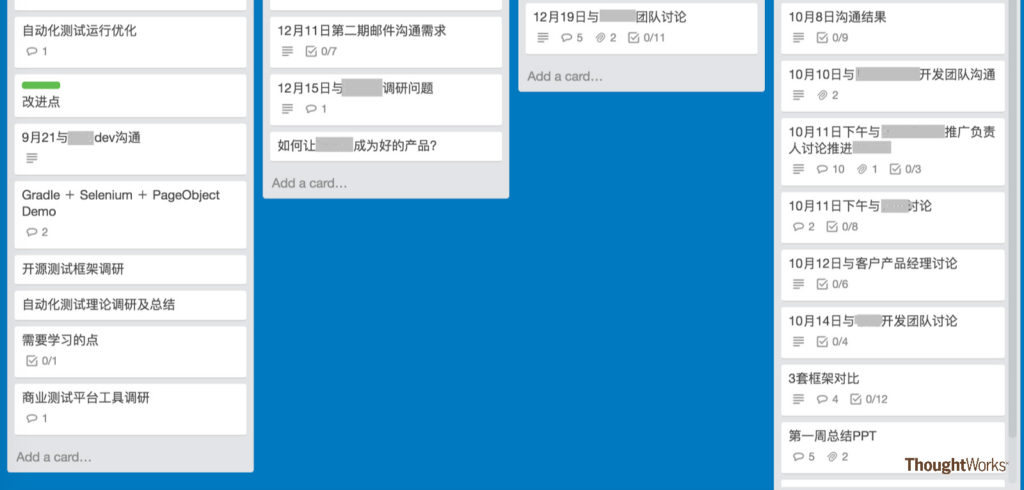 自动化测试运行优化
1
改进点
9月21与 dev沟通
Gradle + Selenium + PageObject
Demo
2
开源测试框架调研
自动化测试理论调研及总结
需要学习的点
0/1
商业测试平台工具调研
1
Add a card…
12月11日第二期邮件沟通需求
0/7
12月15日与 调研问题
1
如何让 成为好的产品?
Add a card…
12月19日与 团队讨论
5 2 0/11
Add a card…
10月8日沟通结果
0/9
10月10日与 开发团队沟通
2
10月11日下午与 推广负责
人讨论推进
10 1 0/3
10月11日下午与 讨论
2 0/8
10月12日与客户产品经理讨论
0/6
10月14日与 开发团队讨论
0/4
3套框架对比
4 0/12
第一周总结PPT
5 2
ThoughtWorks